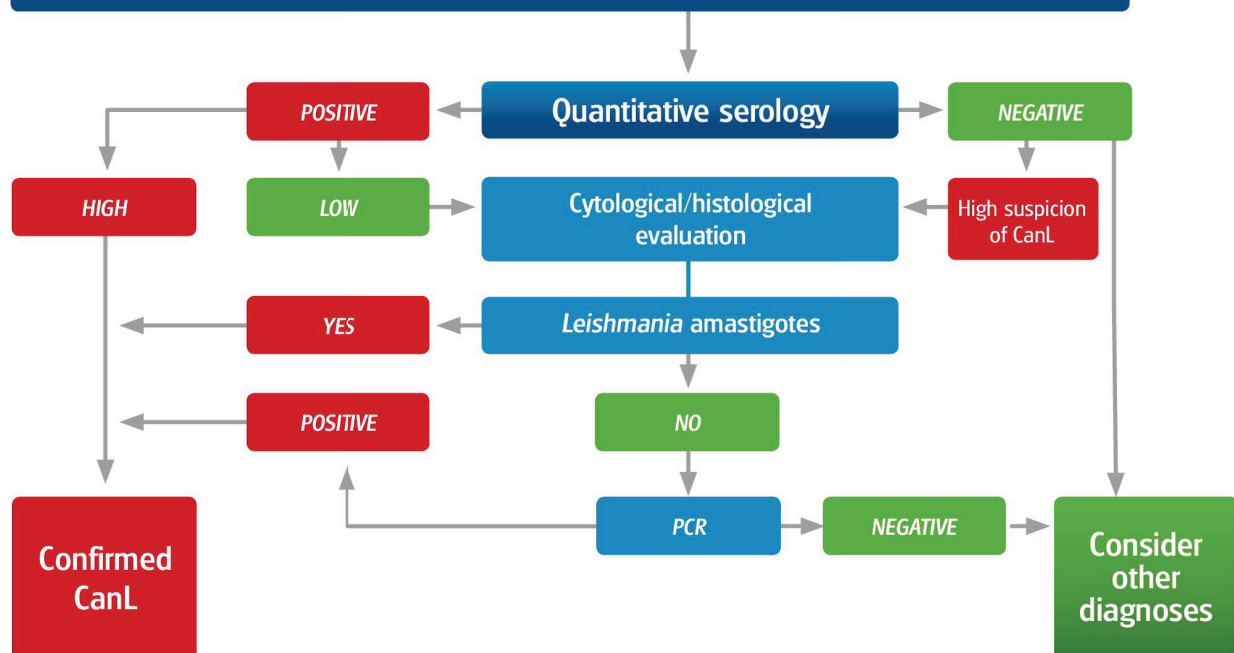 POSITIVE
Quantitative serology
NEGATIVE
HIGH
LOW
Cytological/histological
evaluation
High suspicion
of CanL
YES
Leishmania amastigotes
POSITIVE
NO
PCR
NEGATIVE
Confirmed
CanL
Consider
other
diagnoses